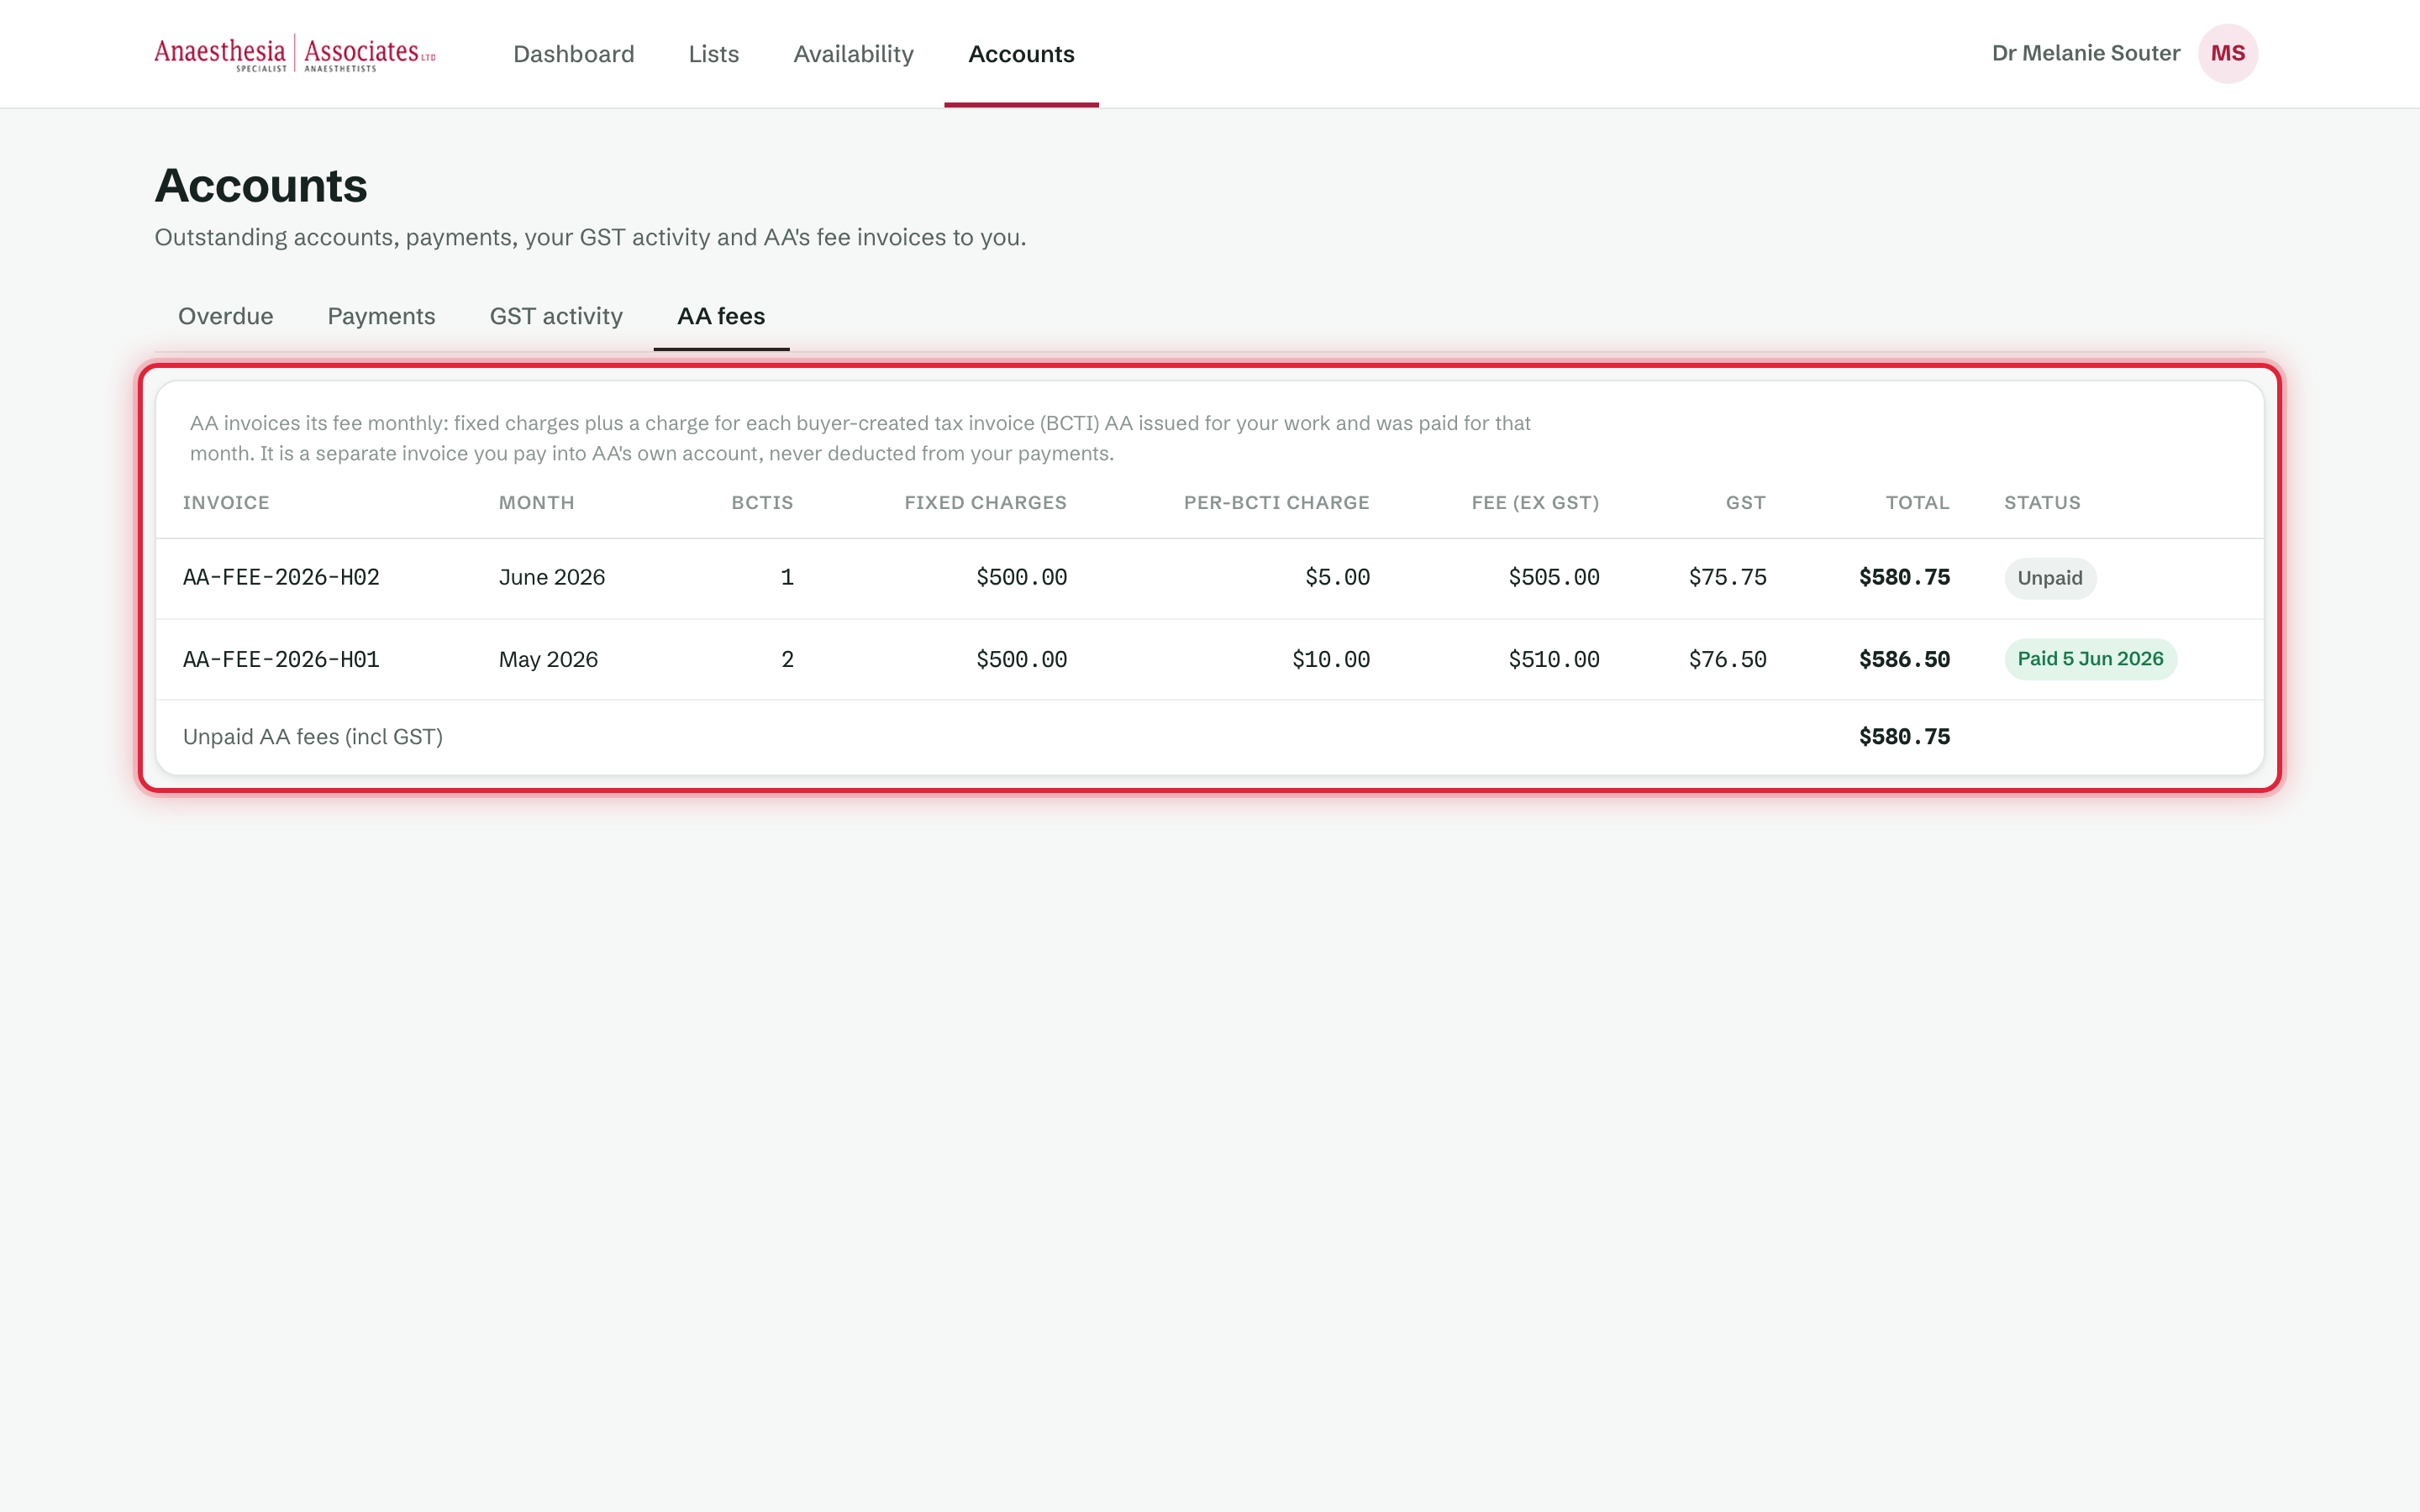 Anaesthesia | Associates LTD
SPECIALIST ANAESTHETISTS
Dashboard Lists Availability Accounts
Dr Melanie Souter MS
Accounts
Outstanding accounts, payments, your GST activity and AA's fee invoices to you.
Overdue Payments GST activity AA fees
AA invoices its fee monthly: fixed charges plus a charge for each buyer-created tax invoice (BCTI) AA issued for your work and was paid for that
month. It is a separate invoice you pay into AA's own account, never deducted from your payments.
INVOICE MONTH BCTIS FIXED CHARGES PER-BCTI CHARGE FEE (EX GST) GST TOTAL STATUS
AA-FEE-2026-H02 June 2026 1 $500.00 $5.00 $505.00 $75.75 $580.75 Unpaid
AA-FEE-2026-H01 May 2026 2 $500.00 $10.00 $510.00 $76.50 $586.50 Paid 5 Jun 2026
Unpaid AA fees (incl GST) $580.75